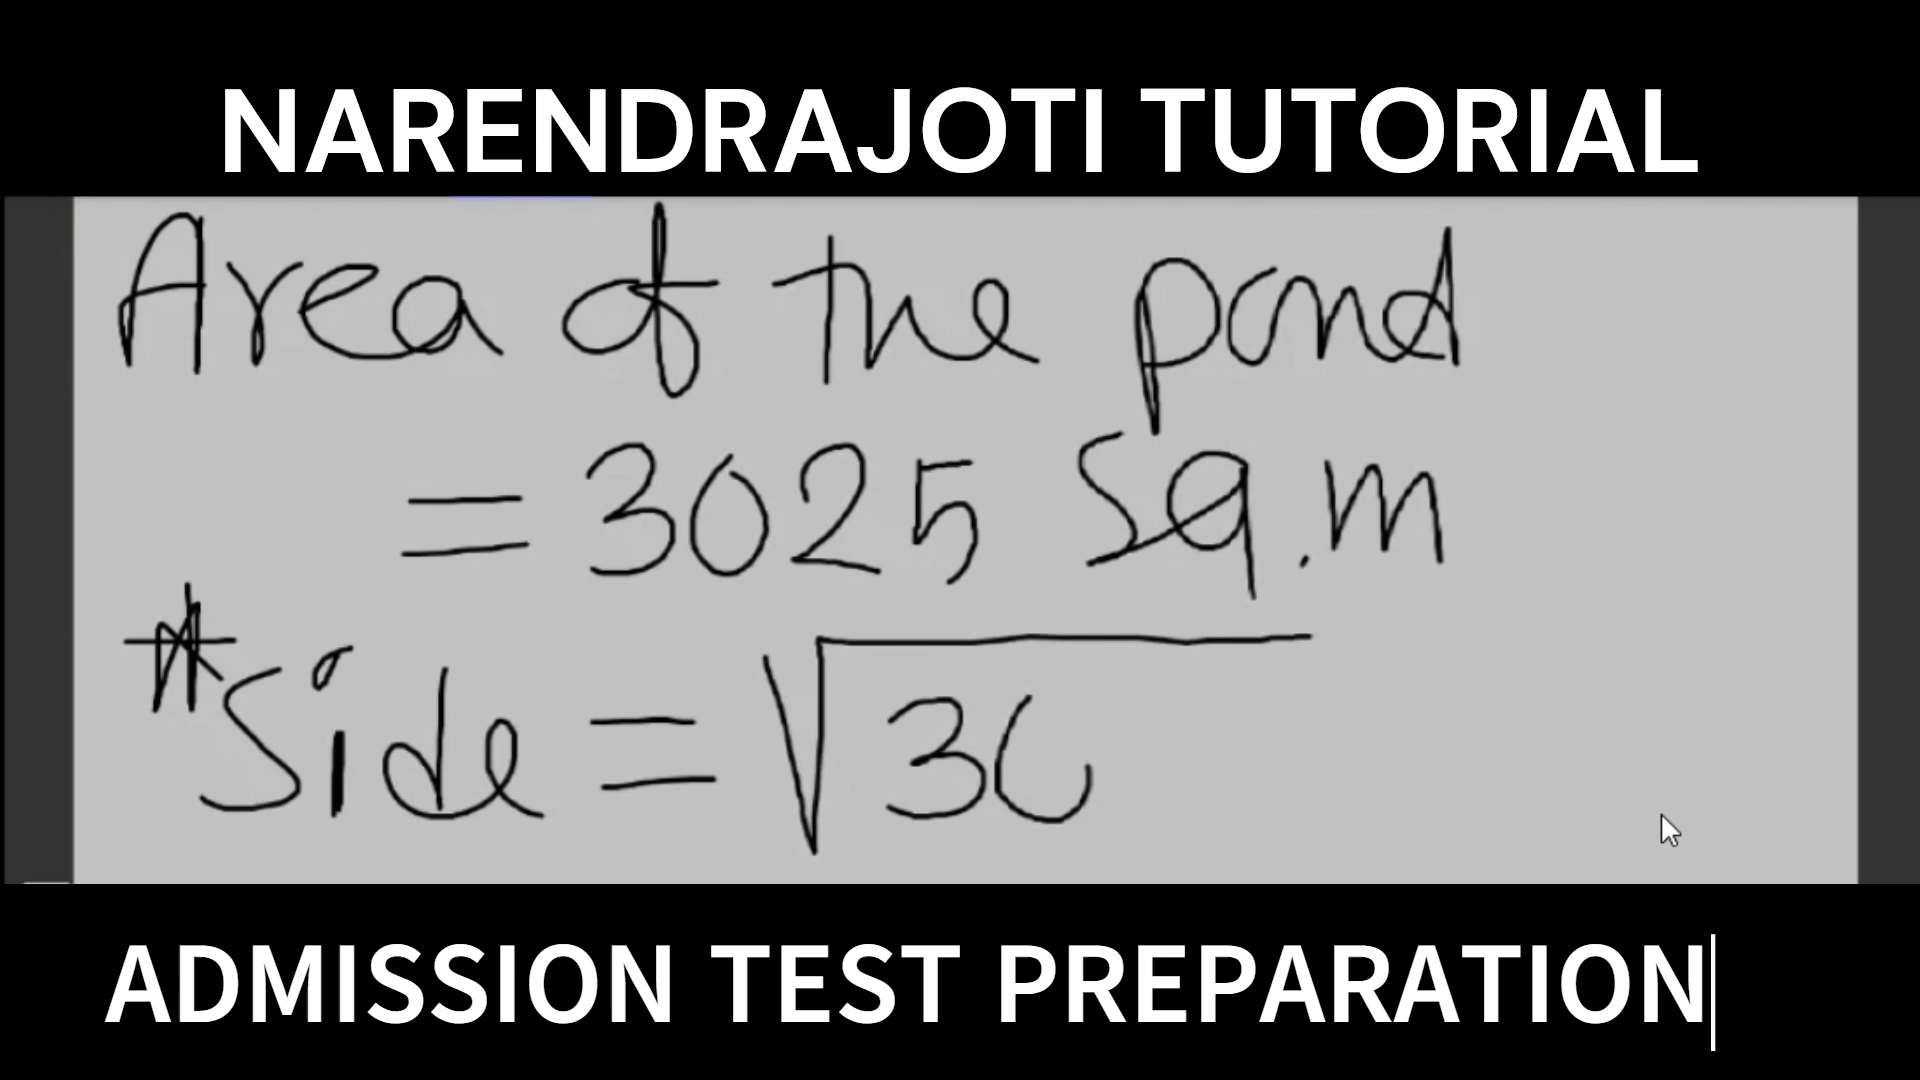 NARENDRAJOTI TUTORIAL
Area of the pond
= 3025 Sq.m
*Side = √30
ADMISSION TEST PREPARATION